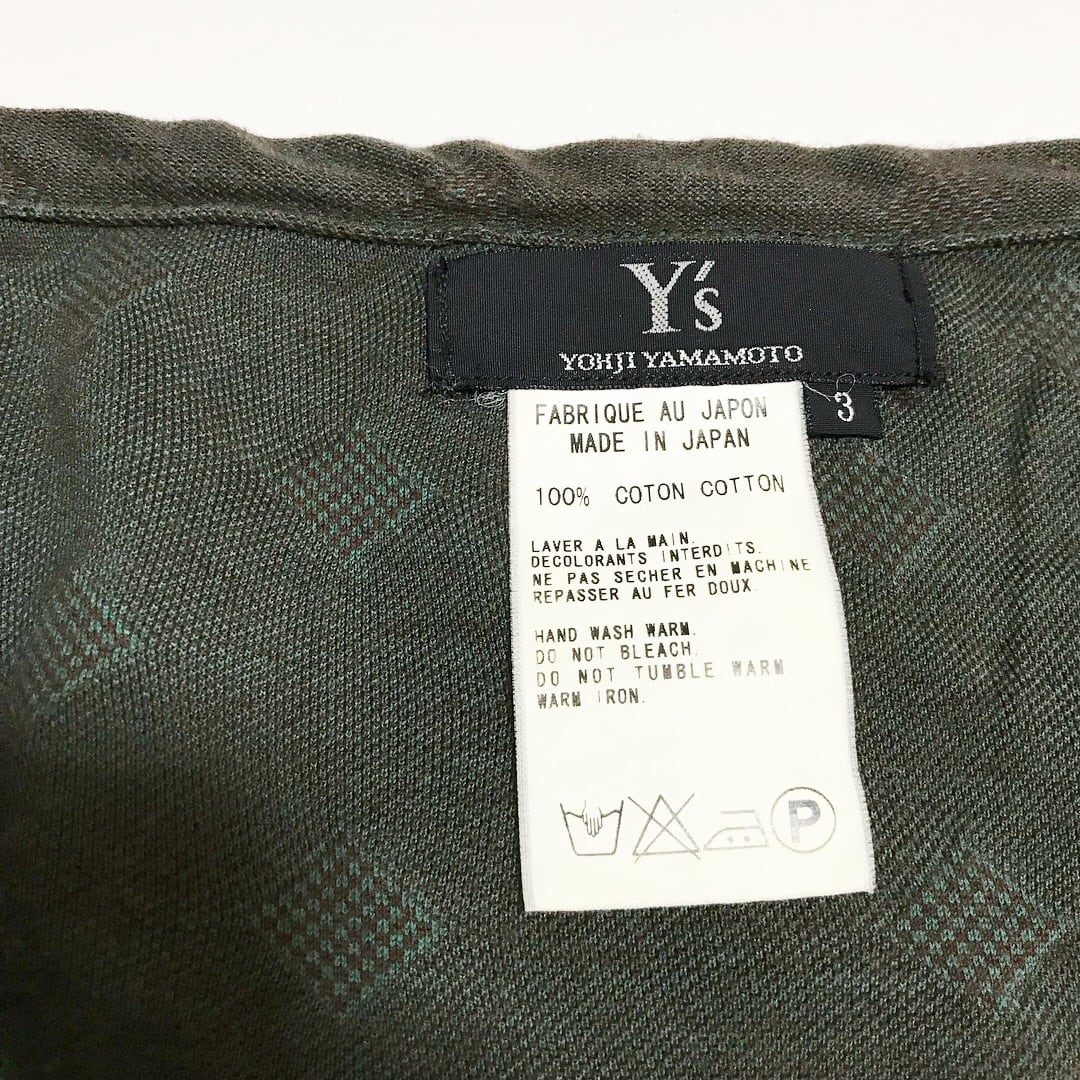 Y's
YOHJI YAMAMOTO
3
FABRIQUE AU JAPON
MADE IN JAPAN
100% COTON COTTON
LAVER A LA MAIN.
DECOLORANTS INTERDITS.
NE PAS SECHER EN MACHINE
REPASSER AU FER DOUX.
HAND WASH WARM.
DO NOT BLEACH.
DO NOT TUMBLE WARM.
WARM IRON.
P